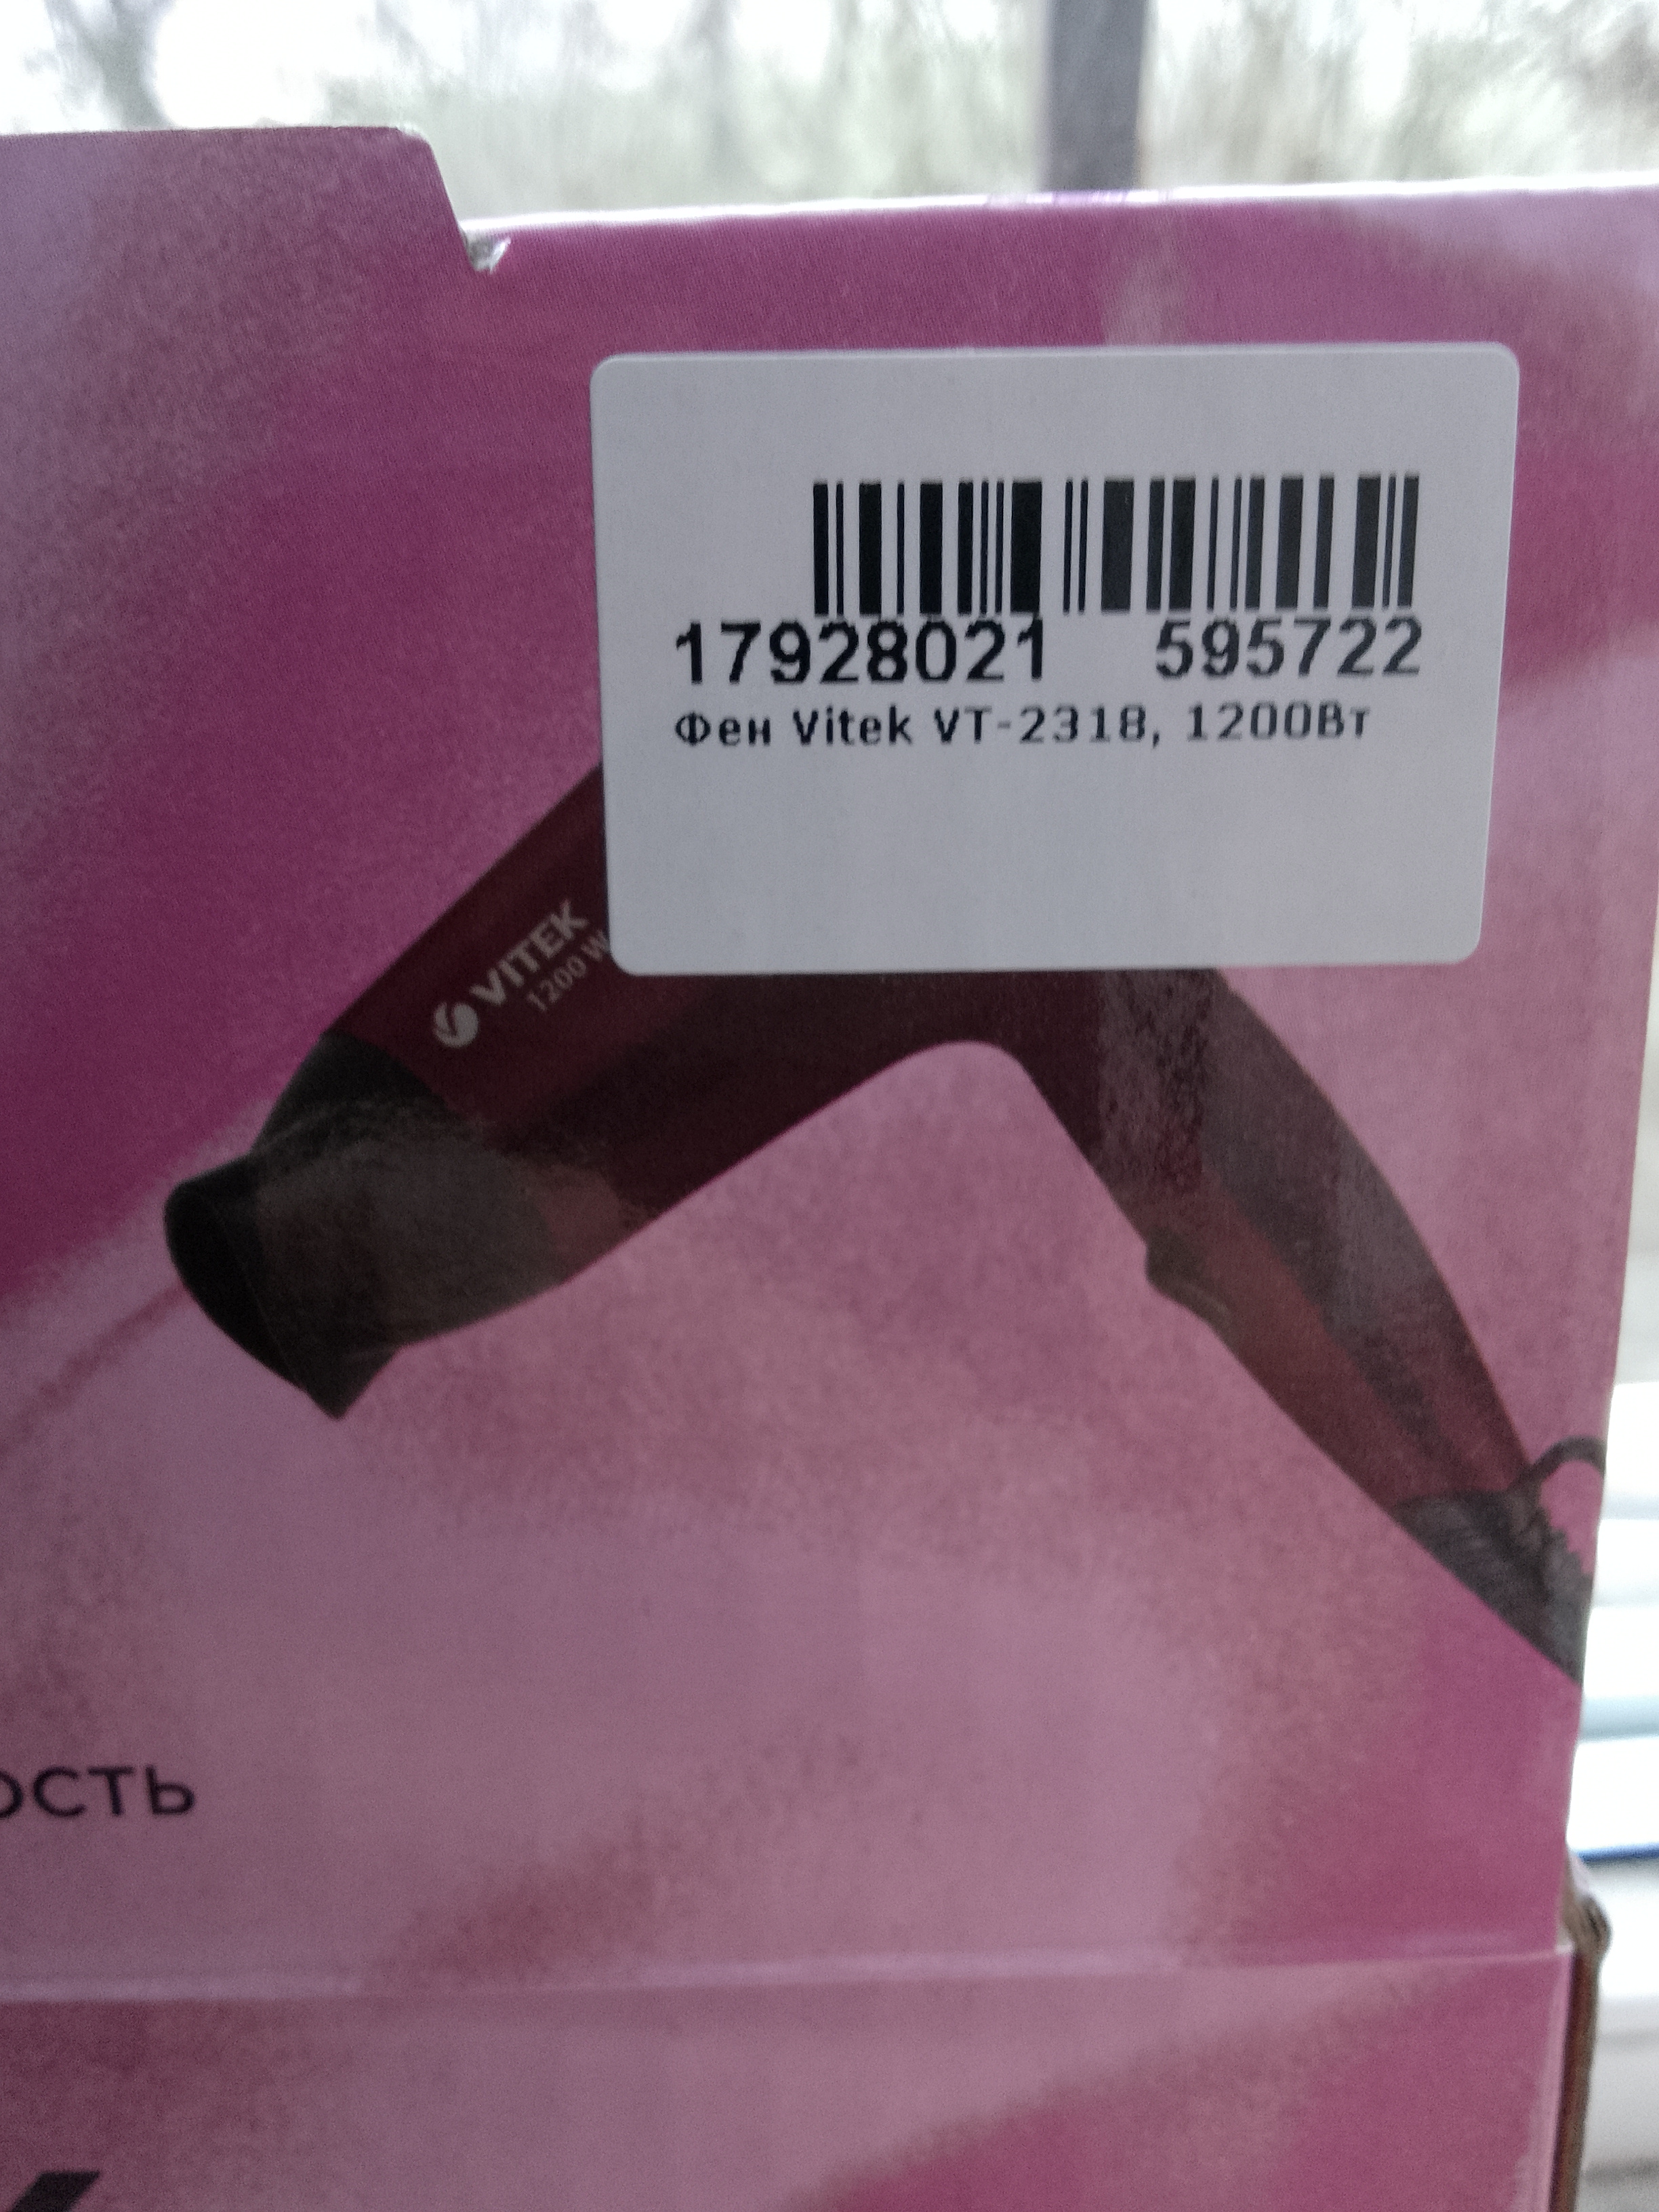 17928021 595722
Фен Vitek VT-2318, 1200Вт
VITEK
1200 W
ость